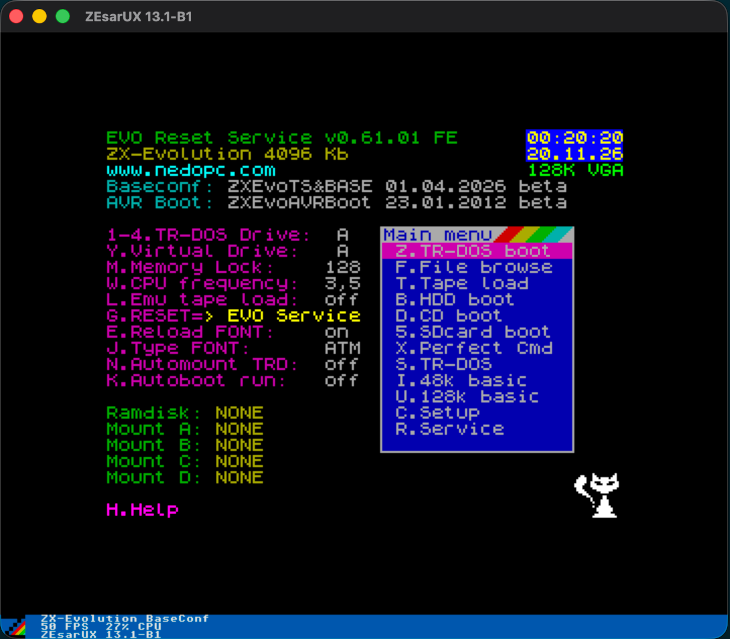 ZEsarUX 13.1-B1
EVO Reset Service v0.61.01 FE
00:20:20
ZX-Evolution 4096 Kb
20.11.26
www.nedopc.com
128K VGA
Baseconf: ZXEvoTS&BASE 01.04.2026 beta
AVR Boot: ZXEvoAVRBoot 23.01.2012 beta
1-4.TR-DOS Drive: A
Y.Virtual Drive: A
M.Memory Lock: 128
W.CPU frequency: 3,5
L.Emu tape load: off
G.RESET=> EVO Service
E.Reload FONT: on
J.Type FONT: ATM
N.Automount TRD: off
K.Autoboot run: off
Main menu
Z.TR-DOS boot
F.File browse
T.Tape load
B.HDD boot
D.CD boot
5.SDcard boot
X.Perfect Cmd
S.TR-DOS
I.48k basic
U.128k basic
C.Setup
R.Service
Ramdisk: NONE
Mount A: NONE
Mount B: NONE
Mount C: NONE
Mount D: NONE
H.Help
ZX-Evolution BaseConf
50 FPS 27% CPU
ZEsarUX 13.1-B1